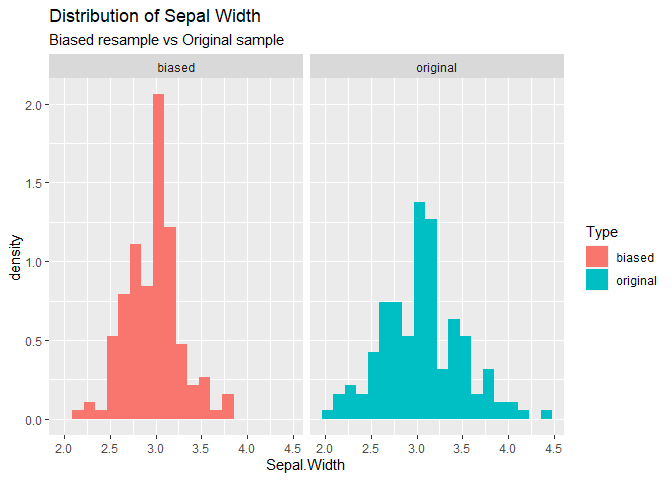 Distribution of Sepal Width
Biased resample vs Original sample
biased
original
density
2.0
1.5
1.0
0.5
0.0
2.0 2.5 3.0 3.5 4.0 4.5
2.0 2.5 3.0 3.5 4.0 4.5
Sepal.Width
Type
biased
original